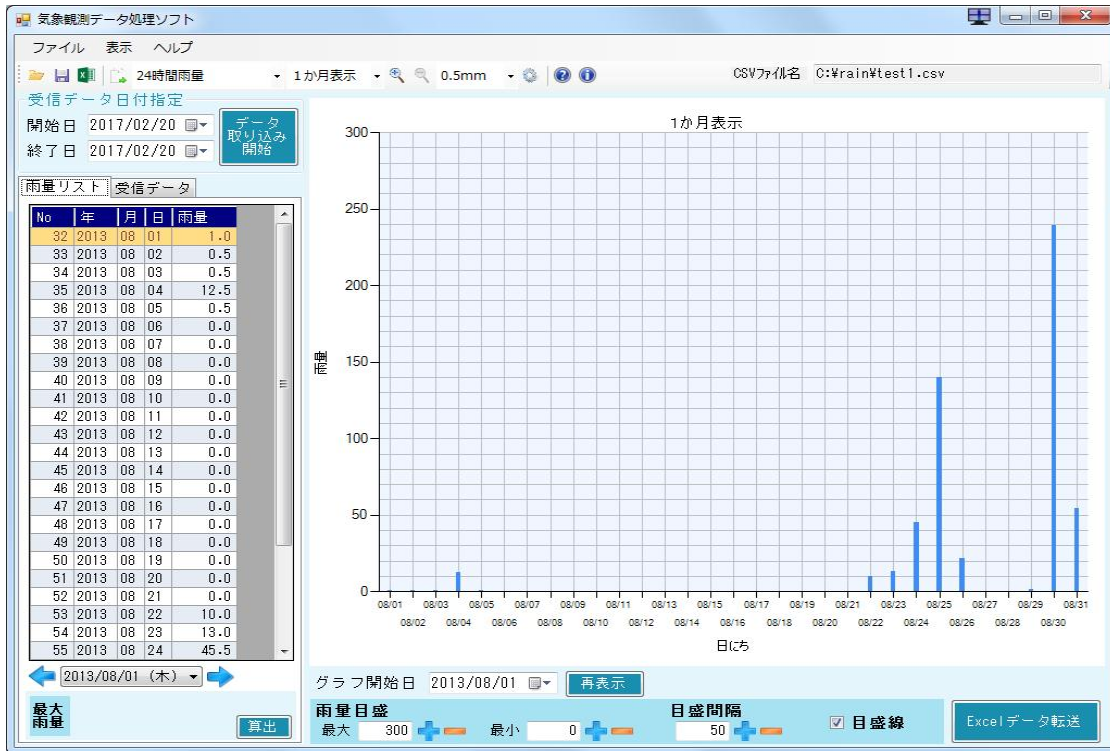 気象観測データ処理ソフト
ファイル 表示 ヘルプ
24時間雨量 1か月表示 0.5mm CSVファイル名 C:¥rain¥test1.csv
受信データ日付指定
開始日 2017/02/20
終了日 2017/02/20
データ
取り込み
開始
雨量リスト 受信データ
No 年 月 日 雨量
32 2013 08 01 1.0
33 2013 08 02 0.5
34 2013 08 03 0.5
35 2013 08 04 12.5
36 2013 08 05 0.5
37 2013 08 06 0.0
38 2013 08 07 0.0
39 2013 08 08 0.0
40 2013 08 09 0.0
41 2013 08 10 0.0
42 2013 08 11 0.0
43 2013 08 12 0.0
44 2013 08 13 0.0
45 2013 08 14 0.0
46 2013 08 15 0.0
47 2013 08 16 0.0
48 2013 08 17 0.0
49 2013 08 18 0.0
50 2013 08 19 0.0
51 2013 08 20 0.0
52 2013 08 21 0.0
53 2013 08 22 10.0
54 2013 08 23 13.0
55 2013 08 24 45.5
2013/08/01 (木)
最大
雨量
算出
1か月表示
300
250
200
150
100
50
0
雨量
08/01 08/03 08/05 08/07 08/09 08/11 08/13 08/15 08/17 08/19 08/21 08/23 08/25 08/27 08/29 08/31
08/02 08/04 08/06 08/08 08/10 08/12 08/14 08/16 08/18 08/20 08/22 08/24 08/26 08/28 08/30
日にち
グラフ開始日 2013/08/01 再表示
雨量目盛 目盛間隔
最大 300 最小 0 50 目盛線
Excelデータ転送